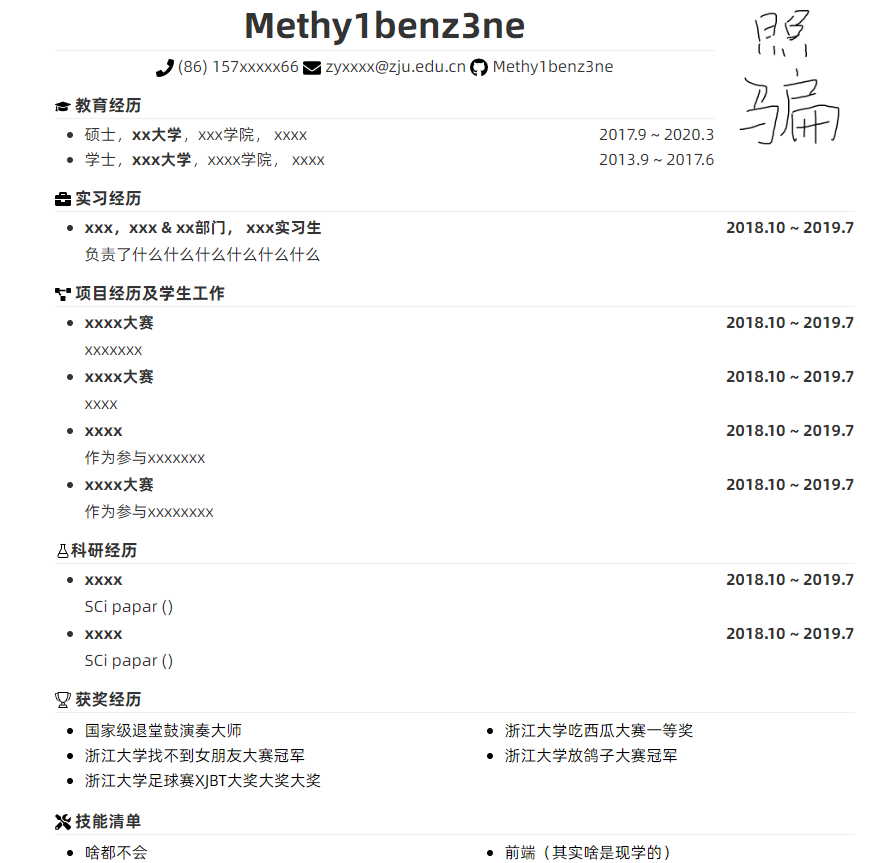 Methy1benz3ne
照
骗
(86) 157xxxxx66 zyxxxx@zju.edu.cn Methy1benz3ne
教育经历
硕士，xx大学，xxx学院， xxxx 2017.9 ~ 2020.3
学士，xxx大学，xxxx学院， xxxx 2013.9 ~ 2017.6
实习经历
xxx，xxx & xx部门， xxx实习生 2018.10 ~ 2019.7
负责了什么什么什么什么什么什么
项目经历及学生工作
xxxx大赛 2018.10 ~ 2019.7
xxxxxxx
xxxx大赛 2018.10 ~ 2019.7
xxxx
xxxx 2018.10 ~ 2019.7
作为参与xxxxxxx
xxxx大赛 2018.10 ~ 2019.7
作为参与xxxxxxxx
科研经历
xxxx 2018.10 ~ 2019.7
SCi papar ()
xxxx 2018.10 ~ 2019.7
SCi papar ()
获奖经历
国家级退堂鼓演奏大师 浙江大学吃西瓜大赛一等奖
浙江大学找不到女朋友大赛冠军 浙江大学放鸽子大赛冠军
浙江大学足球赛XJBT大奖大奖大奖
技能清单
啥都不会 前端（其实啥是现学的）